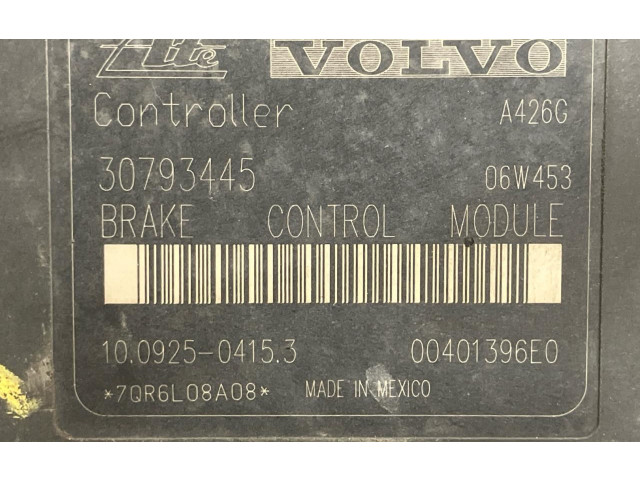 Ate VOLVO
Controller A426G
30793445 06W453
BRAKE CONTROL MODULE
10.0925-0415.3 00401396E0
*7QR6L08A08* MADE IN MEXICO